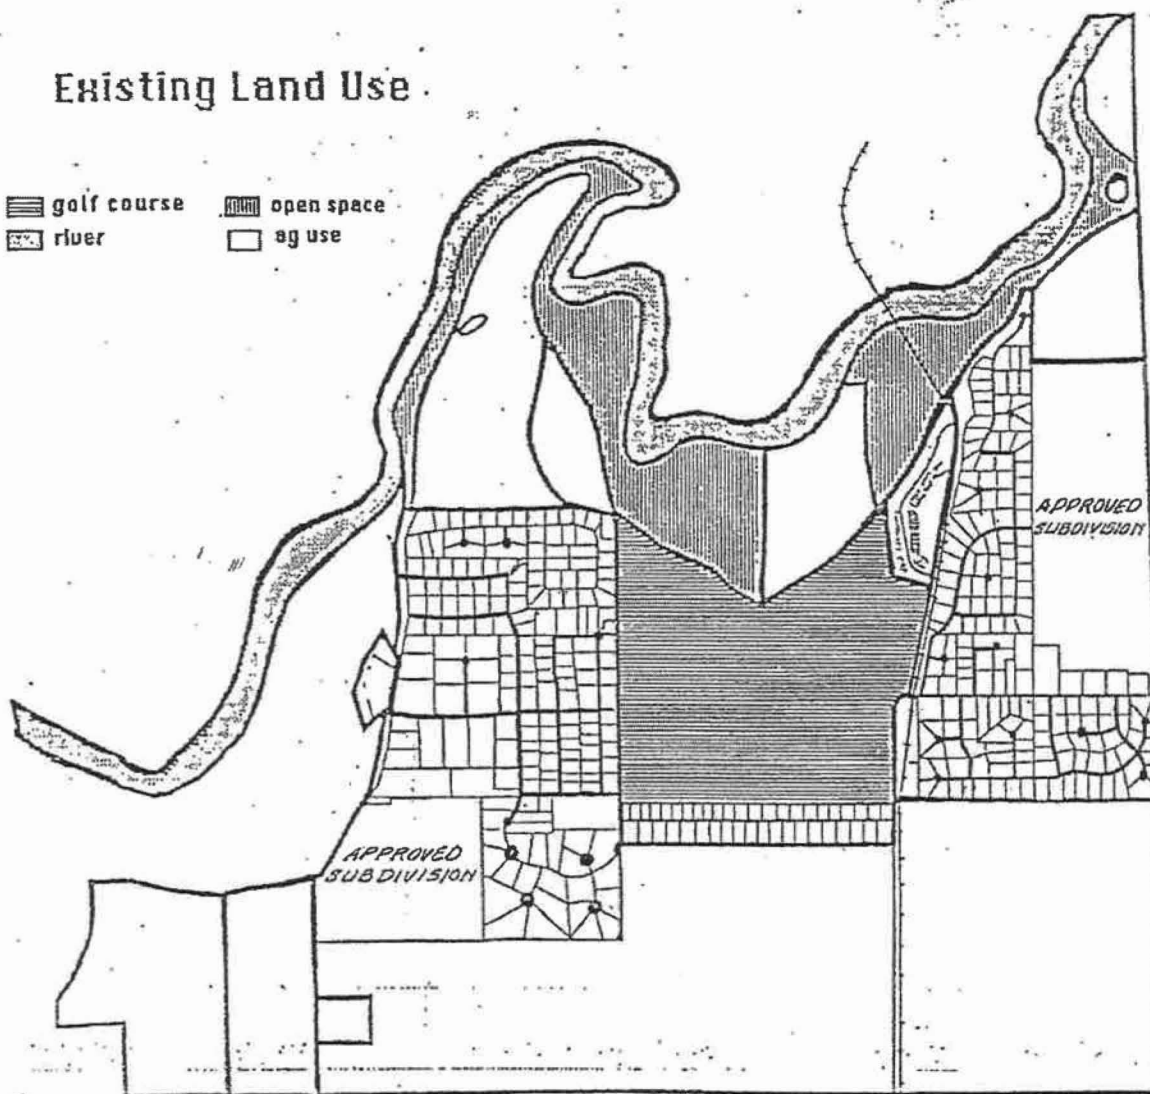 Existing Land Use
golf course
open space
river
ag use
APPROVED
SUBDIVISION
APPROVED
SUBDIVISION